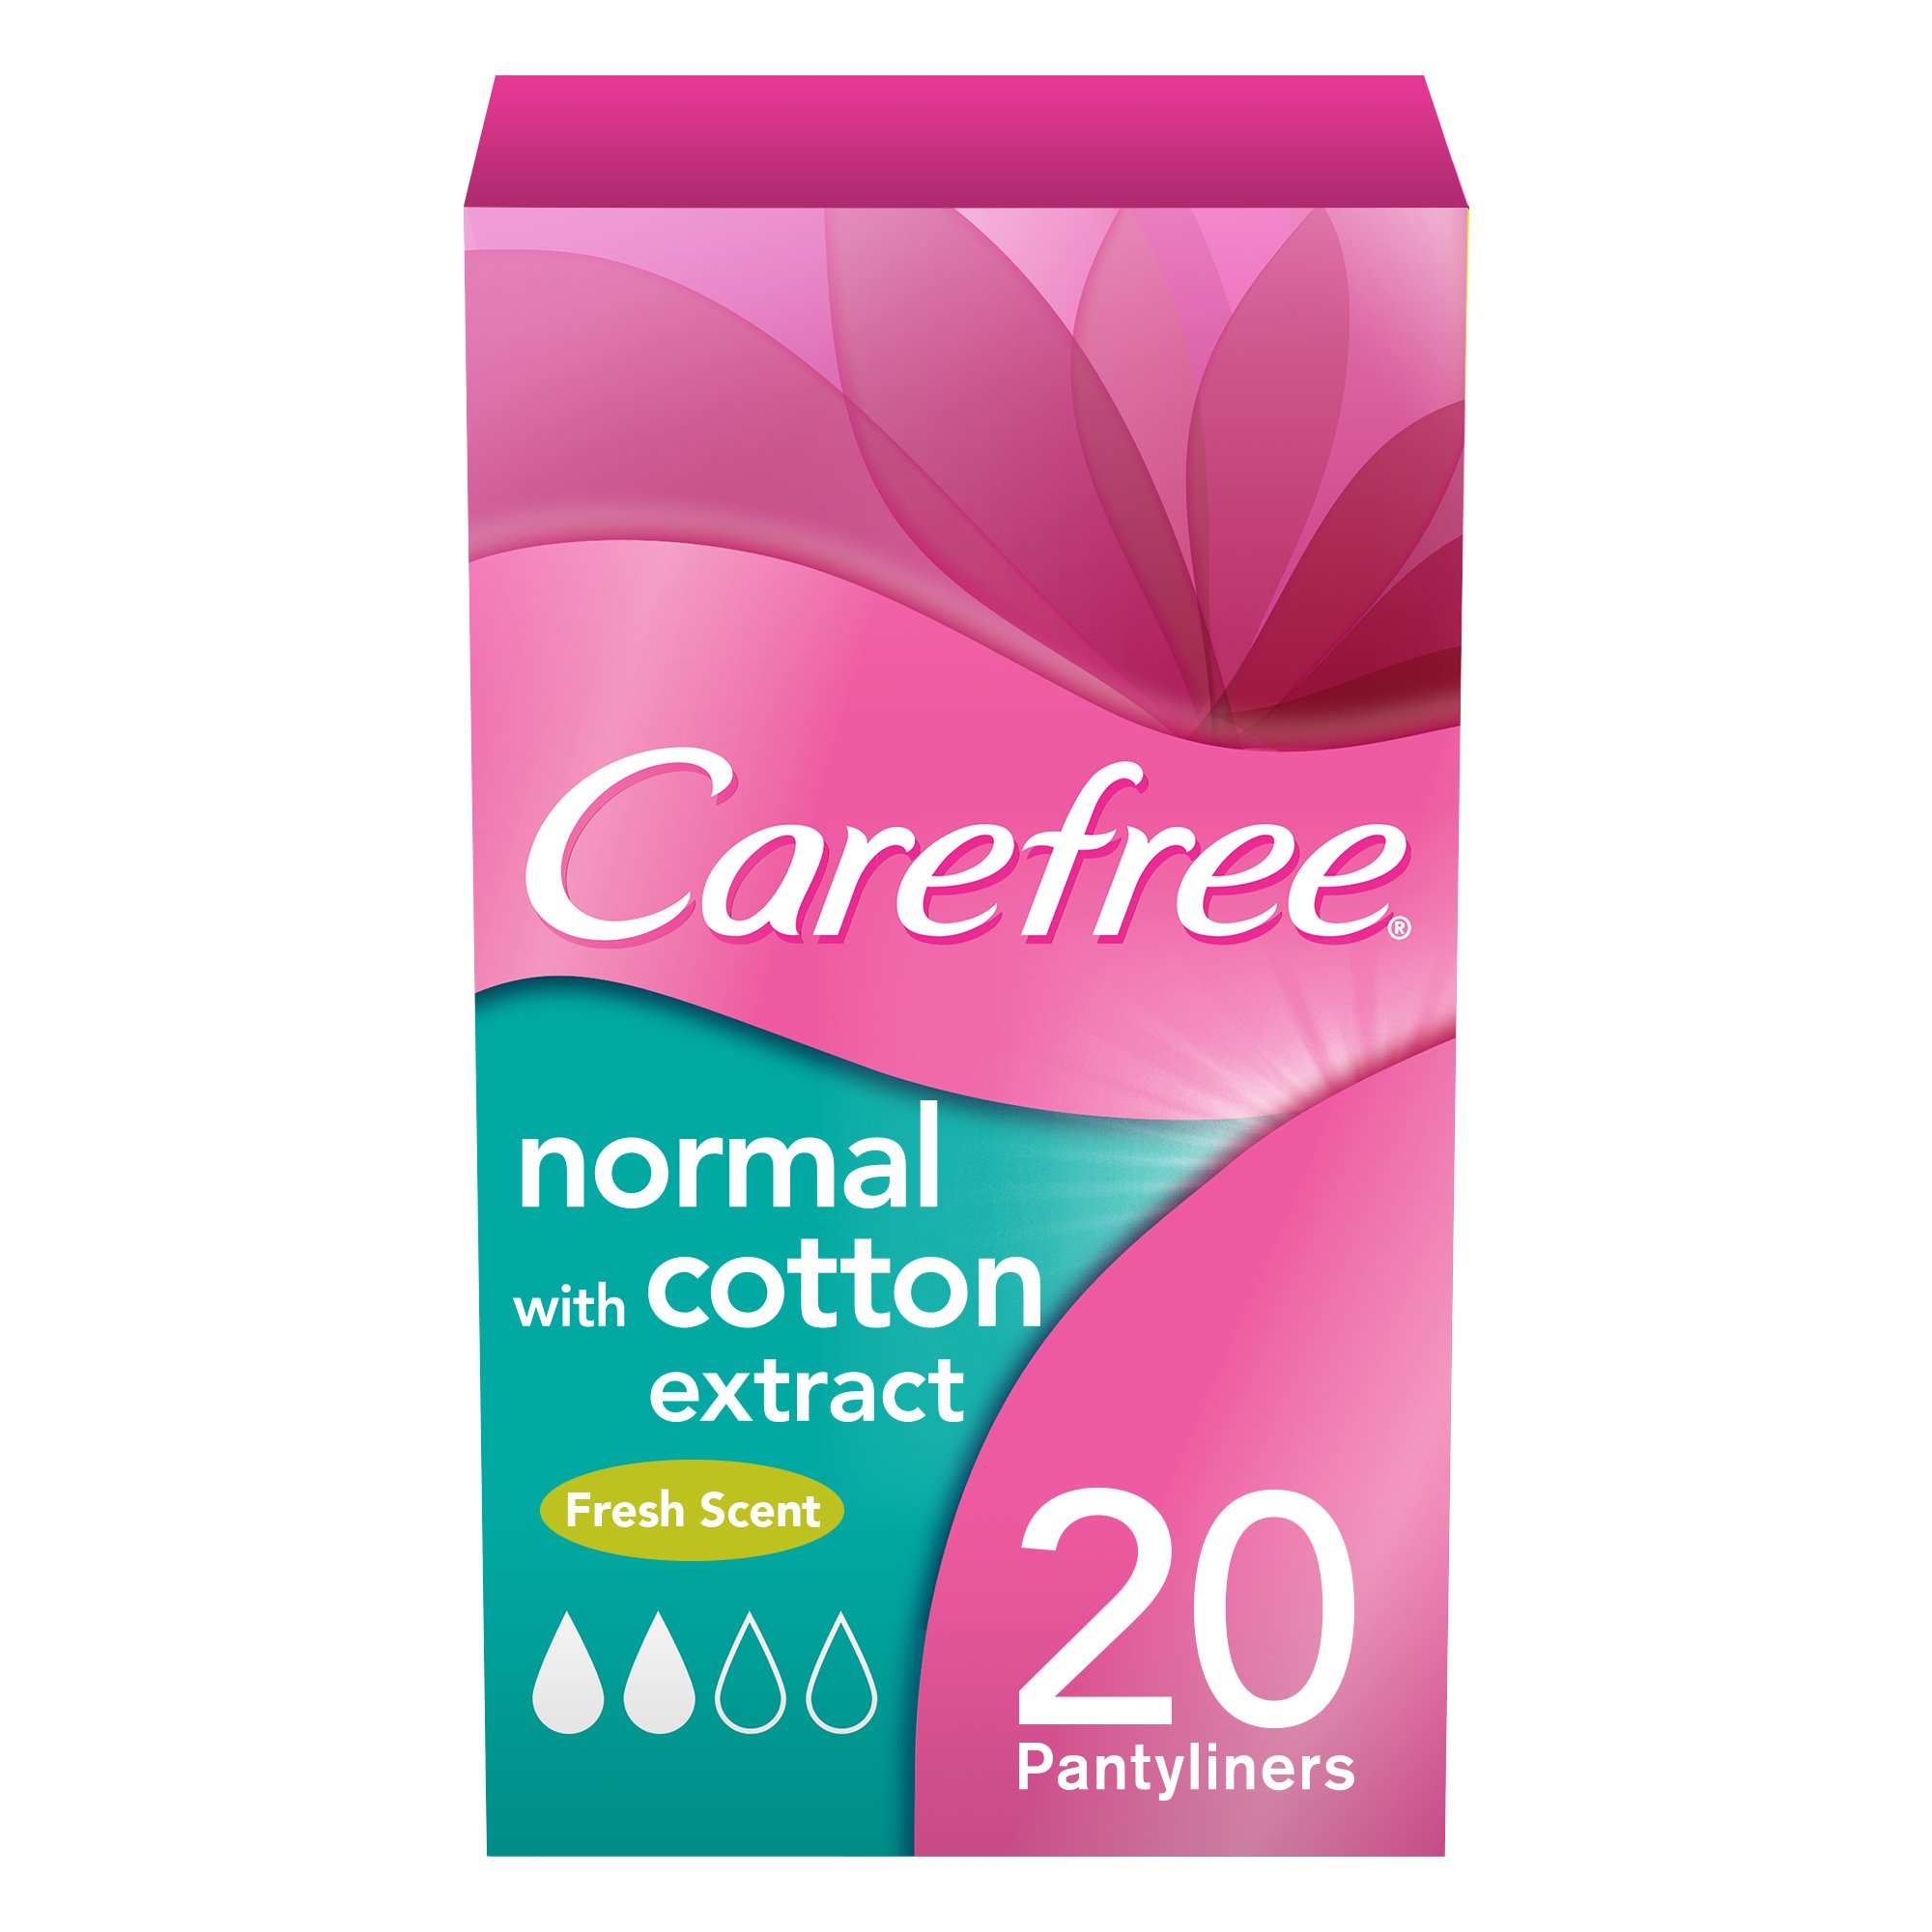 Carefree®
normal
with cotton
extract
Fresh Scent
20
Pantyliners